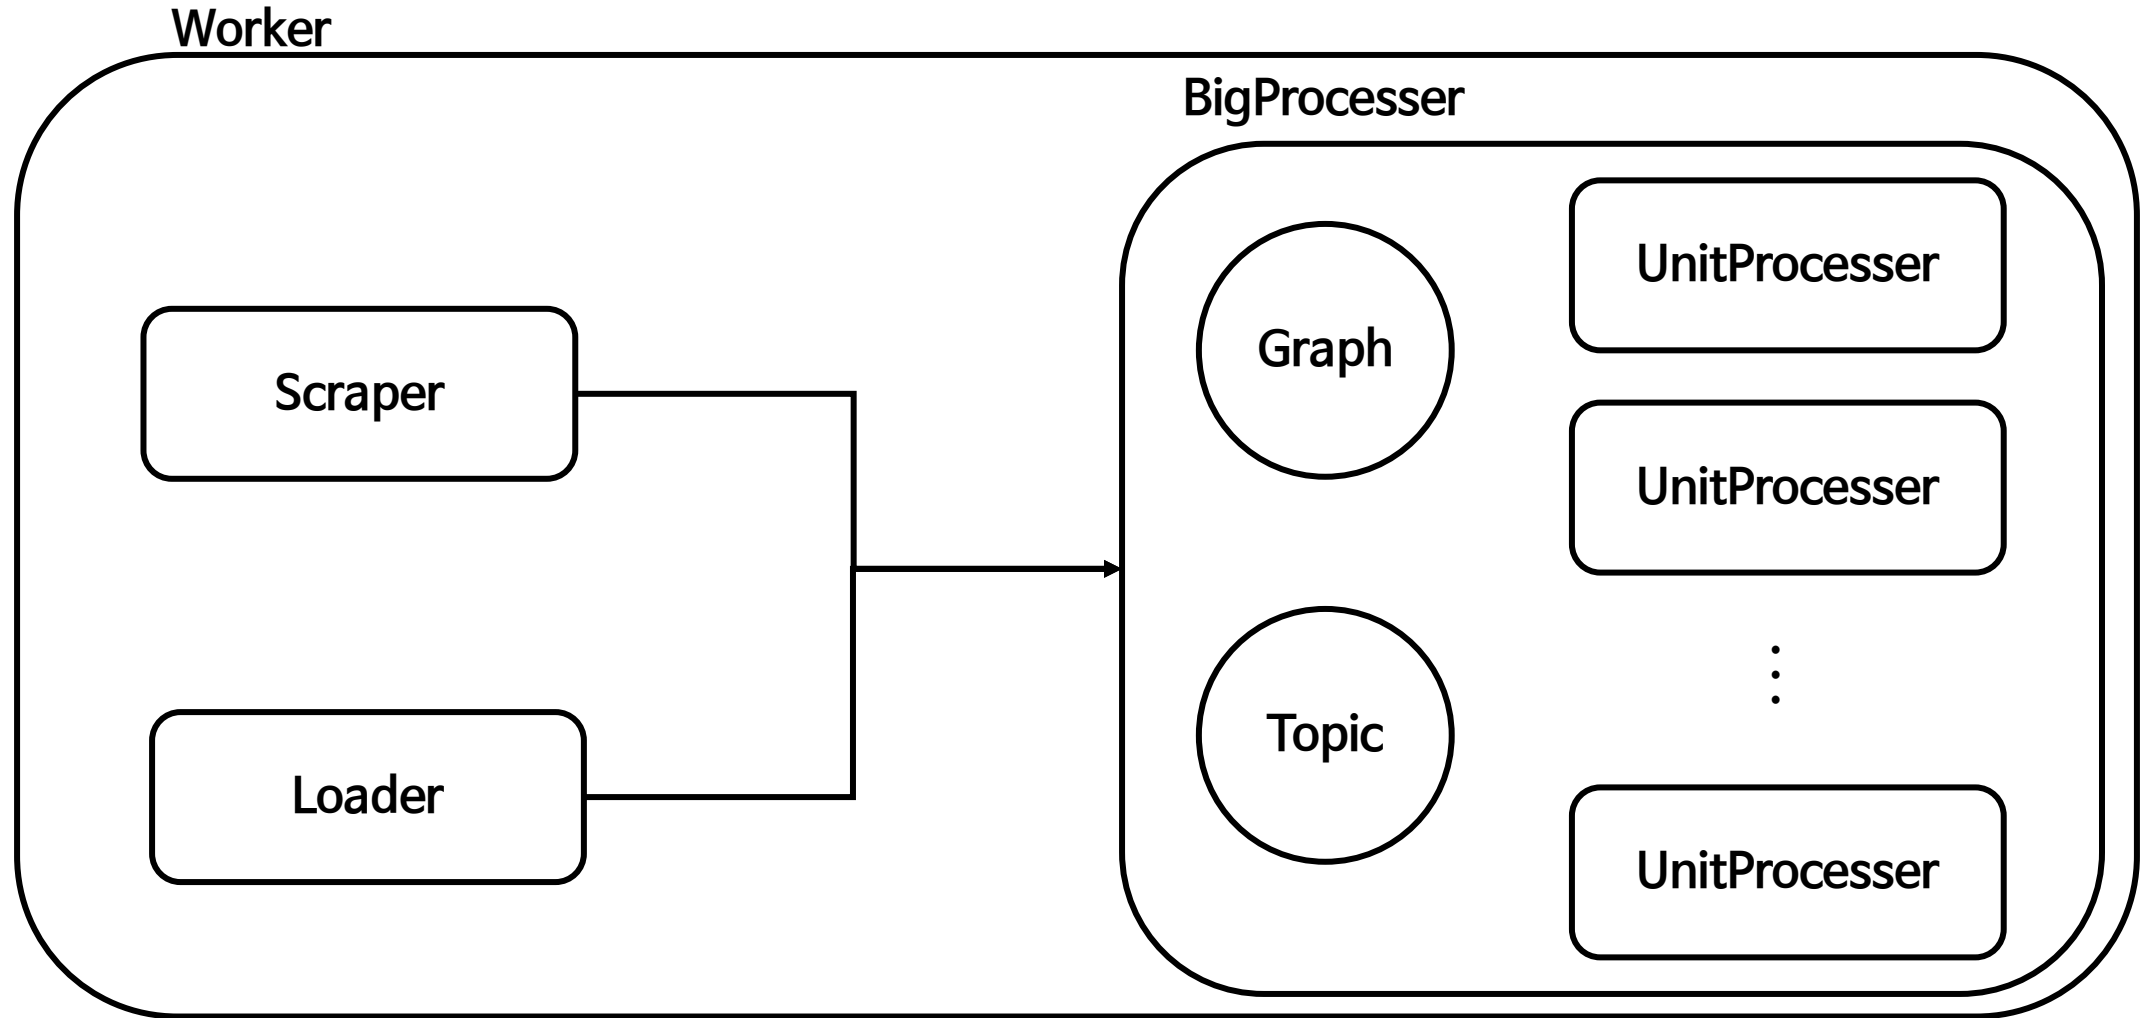 Worker
BigProcesser
Scraper
Loader
Graph
Topic
UnitProcesser
UnitProcesser
⋮
UnitProcesser